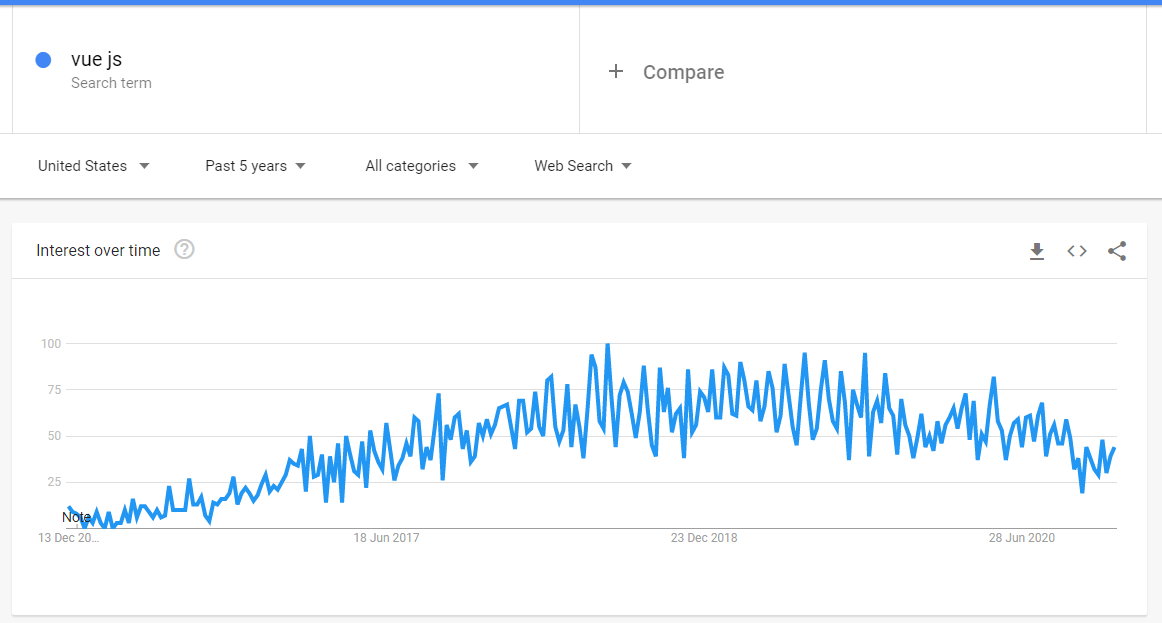 vue js
Search term
+ Compare
United States
Past 5 years
All categories
Web Search
Interest over time ?
100
75
50
25
Note
13 Dec 20...
18 Jun 2017
23 Dec 2018
28 Jun 2020